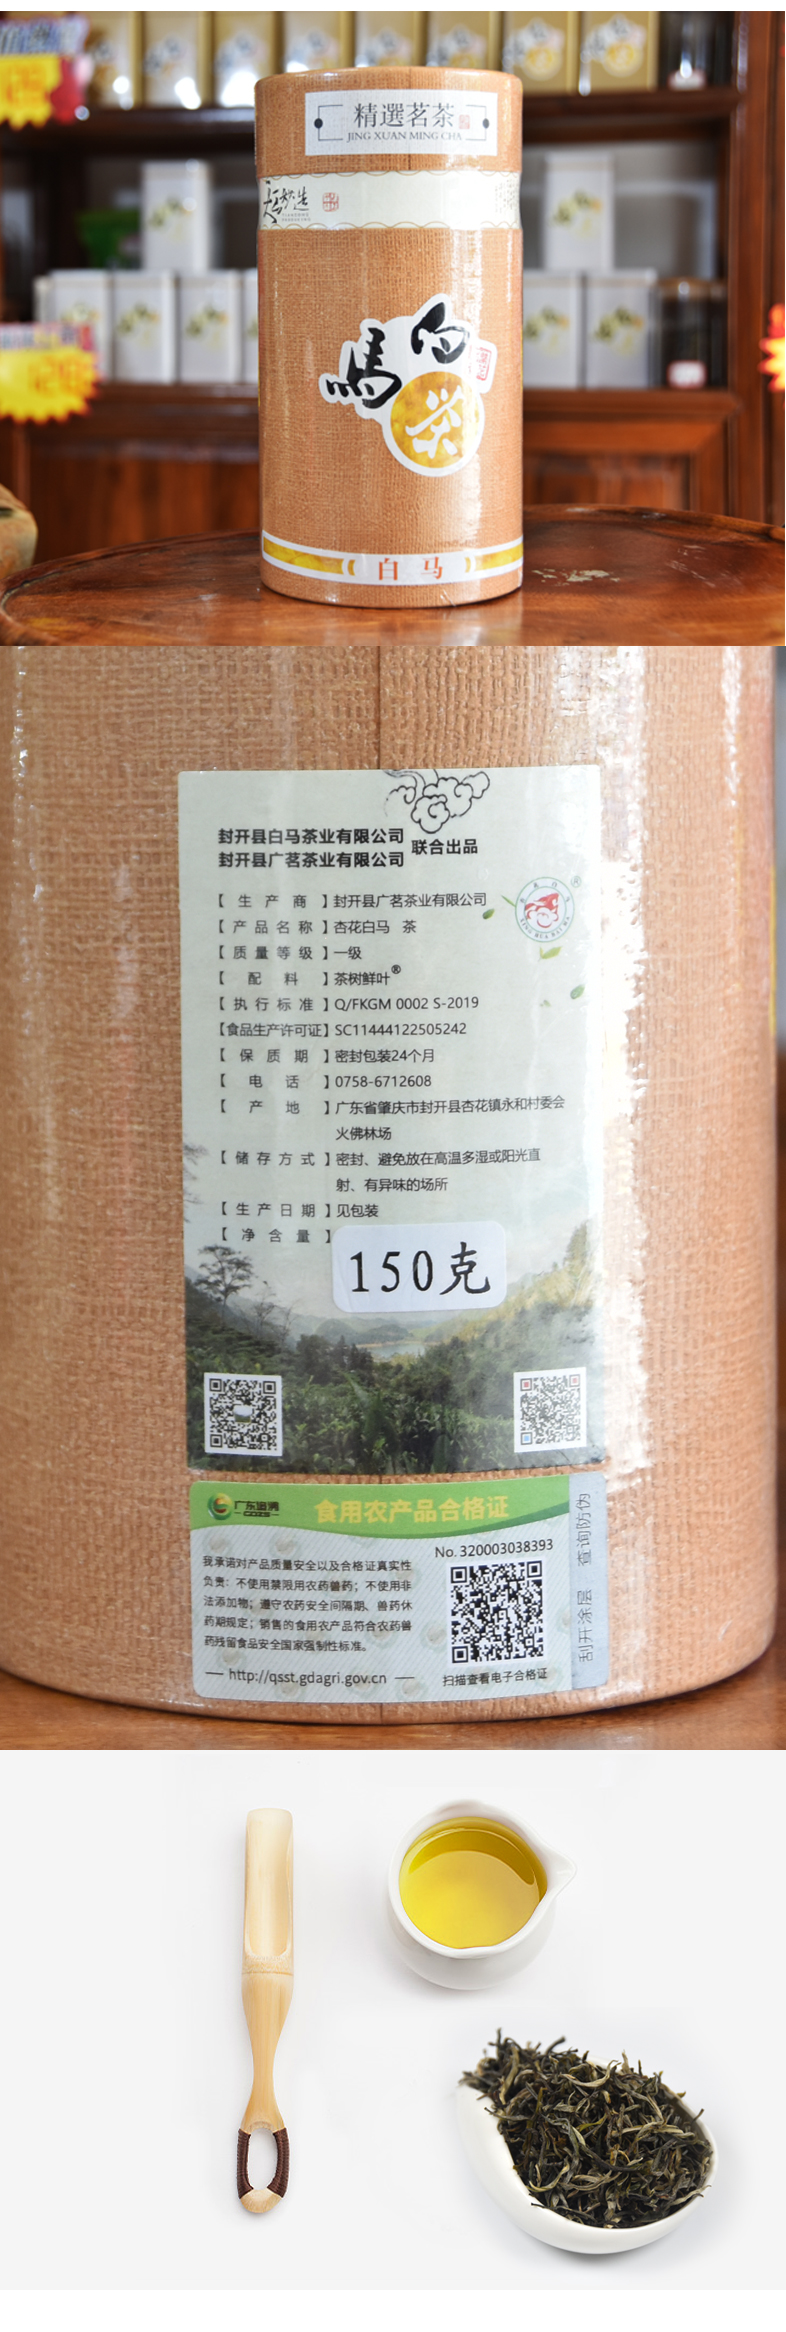 精選茗茶
JING XUAN MING CHA
白馬
茶
白马
封开县白马茶业有限公司
封开县广茗茶业有限公司 联合出品
【生产商】封开县广茗茶业有限公司
【产品名称】杏花白马 茶
【质量等级】一级
【配料】茶树鲜叶®
【执行标准】Q/FKGM 0002 S-2019
【食品生产许可证】SC11444122505242
【保质期】密封包装24个月
【电话】0758-6712608
【产地】广东省肇庆市封开县杏花镇永和村委会
火佛林场
【储存方式】密封、避免放在高温多湿或阳光直
射、有异味的场所
【生产日期】见包装
【净含量】
150克
食用农产品合格证
No. 320003038393
我承诺对产品质量安全以及合格证真实性
负责：不使用禁限用农药兽药；不使用非
法添加物；遵守农药安全间隔期、兽药休
药期规定；销售的食用农产品符合农药兽
药残留食品安全国家强制性标准。
http://qsst.gdagri.gov.cn
扫描查看电子合格证
刮开涂层 查询防伪